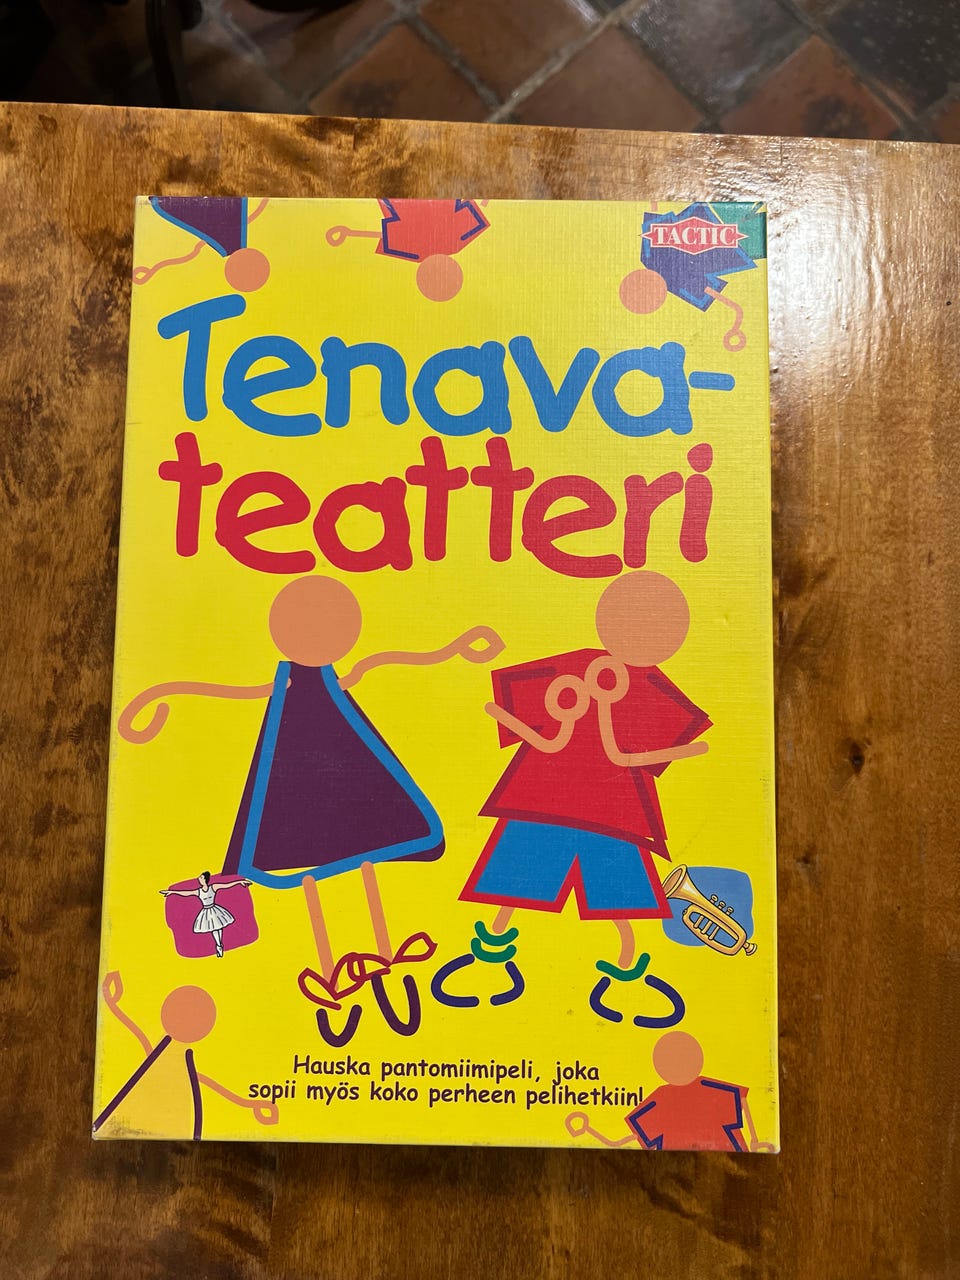 TACTIC
Tenava-
teatteri
Hauska pantomiimipeli, joka
sopii myös koko perheen pelihetkiin!